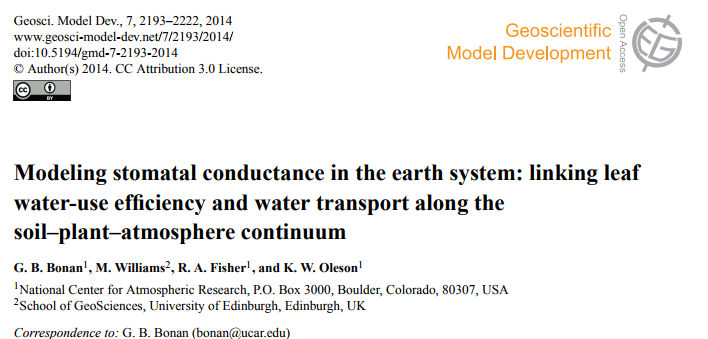 Geosci. Model Dev., 7, 2193–2222, 2014
www.geosci-model-dev.net/7/2193/2014/
doi:10.5194/gmd-7-2193-2014
© Author(s) 2014. CC Attribution 3.0 License.
cc BY
Geoscientific
Model Development
Open Access
EGU
Modeling stomatal conductance in the earth system: linking leaf
water-use efficiency and water transport along the
soil–plant–atmosphere continuum
G. B. Bonan1, M. Williams2, R. A. Fisher1, and K. W. Oleson1
1National Center for Atmospheric Research, P.O. Box 3000, Boulder, Colorado, 80307, USA
2School of GeoSciences, University of Edinburgh, Edinburgh, UK
Correspondence to: G. B. Bonan (bonan@ucar.edu)